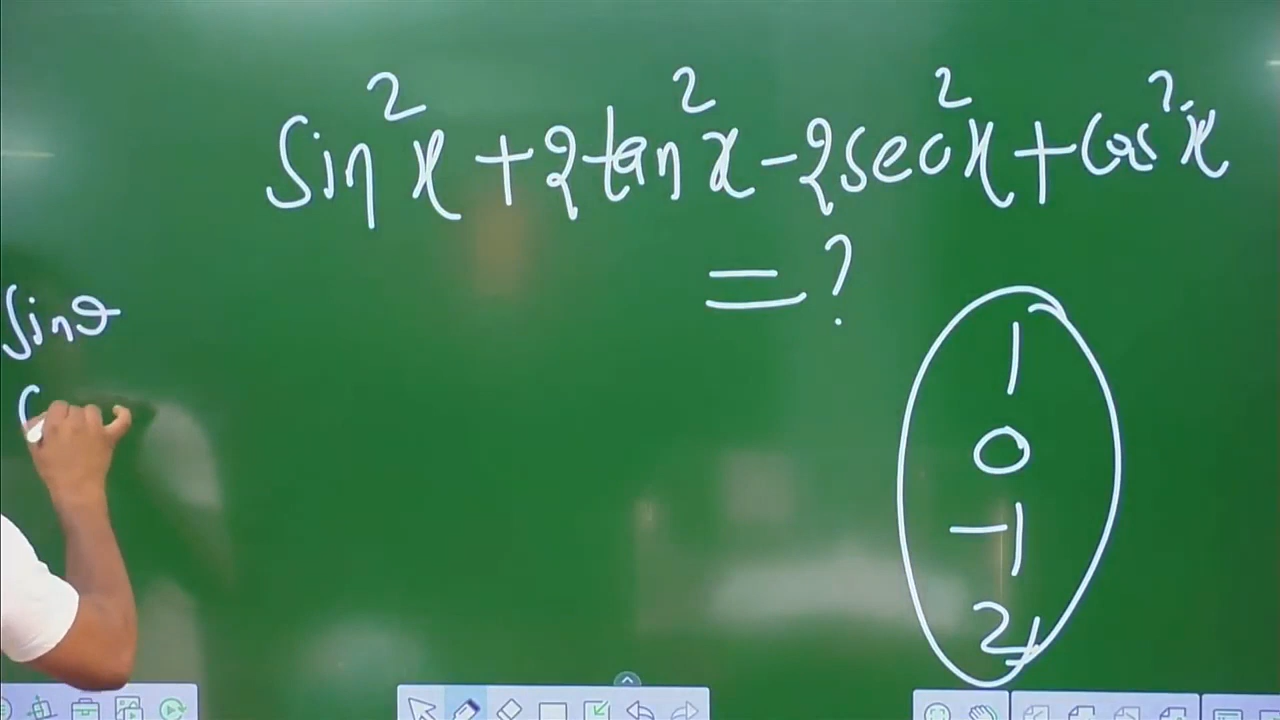 sin²x + 2tan²x - 2sec²x + cos²x
= ?
sinθ
1
0
-1
2